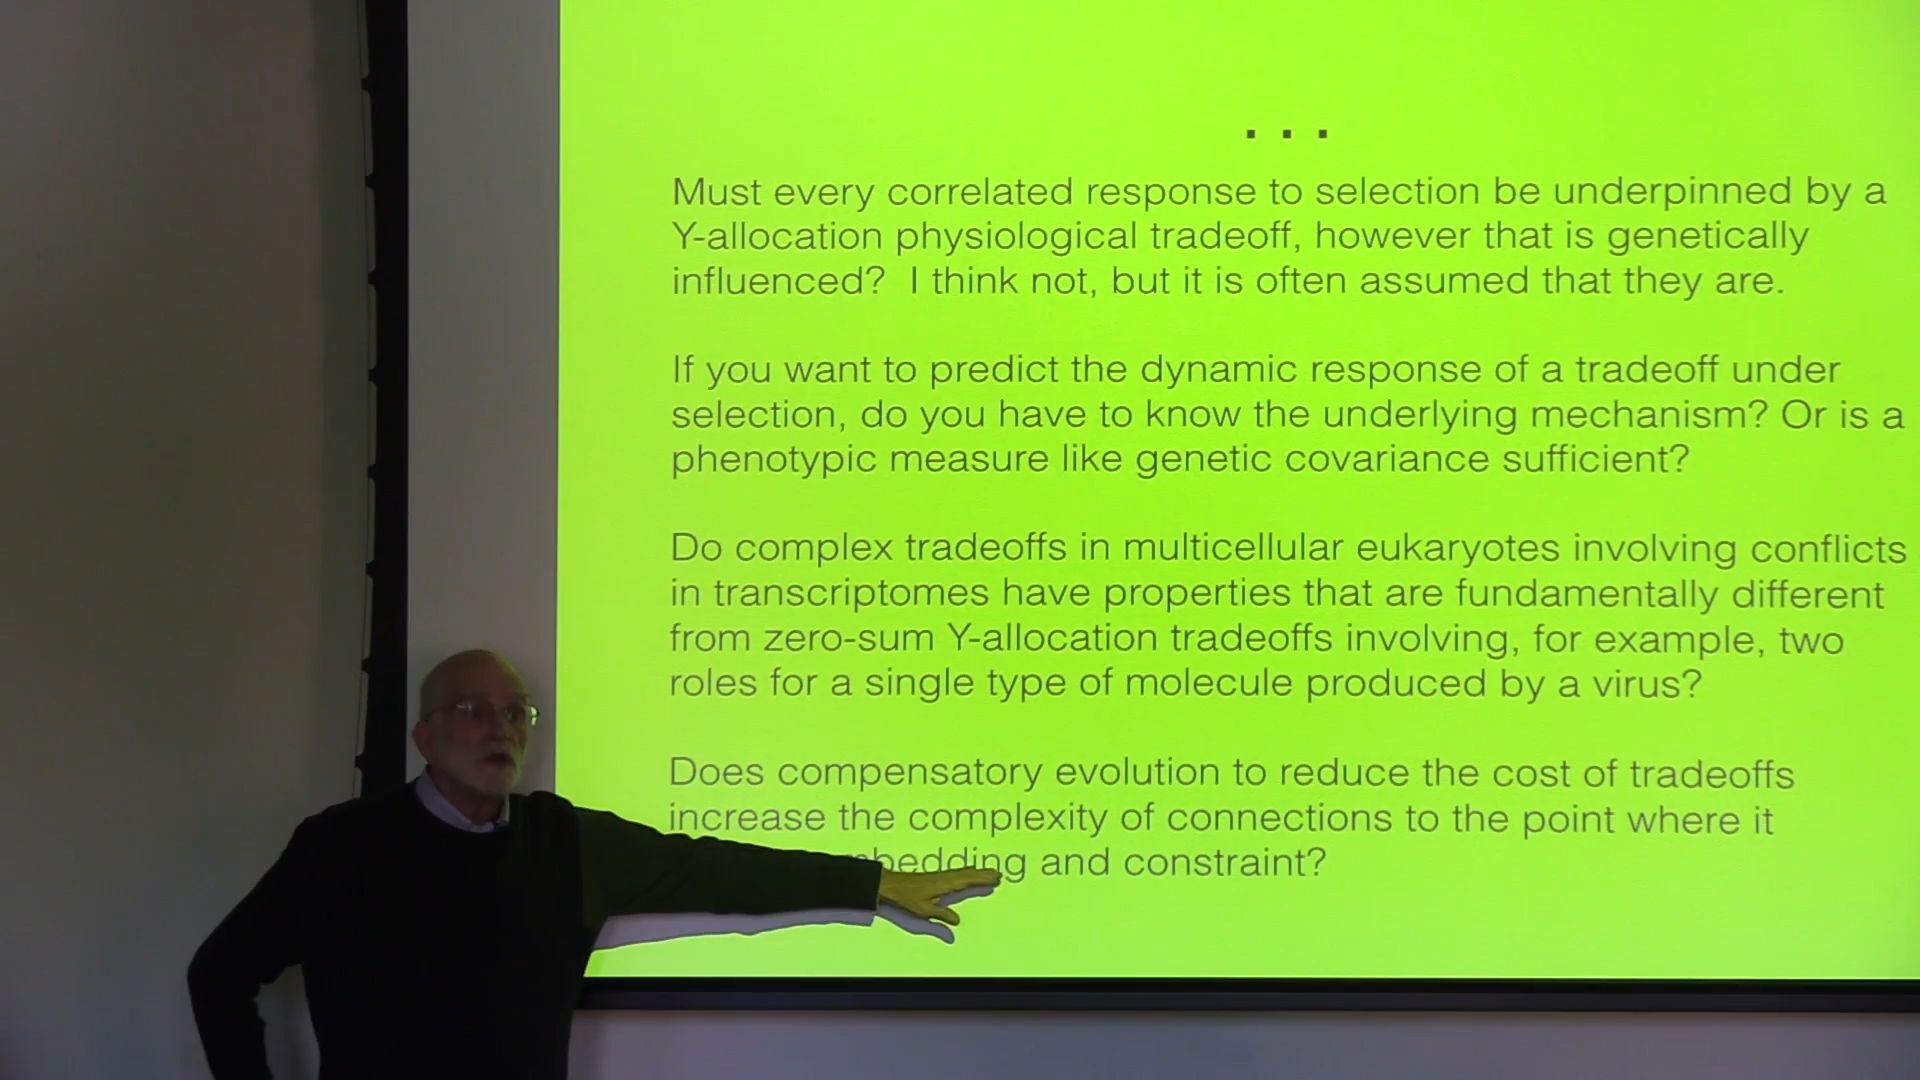 . . .
Must every correlated response to selection be underpinned by a
Y-allocation physiological tradeoff, however that is genetically
influenced? I think not, but it is often assumed that they are.
If you want to predict the dynamic response of a tradeoff under
selection, do you have to know the underlying mechanism? Or is a
phenotypic measure like genetic covariance sufficient?
Do complex tradeoffs in multicellular eukaryotes involving conflicts
in transcriptomes have properties that are fundamentally different
from zero-sum Y-allocation tradeoffs involving, for example, two
roles for a single type of molecule produced by a virus?
Does compensatory evolution to reduce the cost of tradeoffs
increase the complexity of connections to the point where it
and constraint?